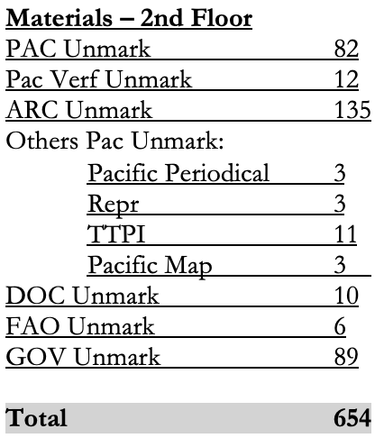 Materials – 2nd Floor
PAC Unmark 82
Pac Verf Unmark 12
ARC Unmark 135
Others Pac Unmark:
Pacific Periodical 3
Repr 3
TTPI 11
Pacific Map 3
DOC Unmark 10
FAO Unmark 6
GOV Unmark 89
Total 654